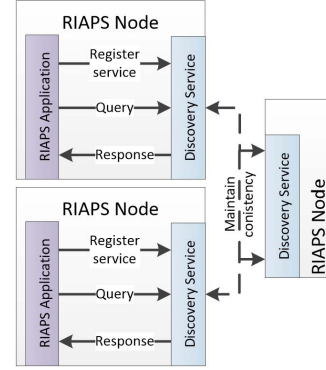 RIAPS Node
RIAPS Application
Register
service
Query
Response
Discovery Service
RIAPS Node
RIAPS Application
Register
service
Query
Response
Discovery Service
Maintain
conistency
Discovery Service
RIAPS Node